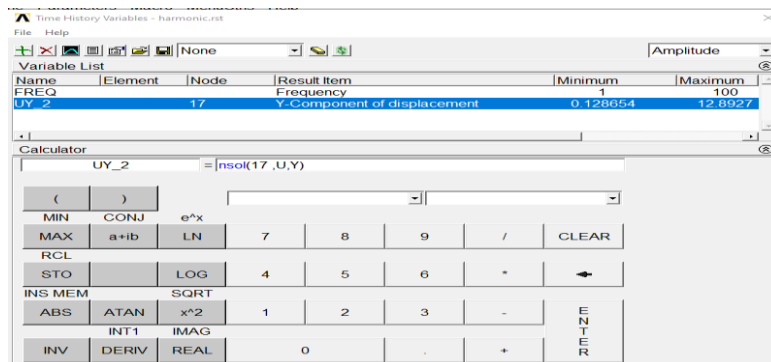 Time History Variables - harmonic.rst
File Help
None Amplitude
Variable List
Name Element Node Result Item Minimum Maximum
FREQ Frequency 1 100
UY_2 17 Y-Component of displacement 0.128654 12.8927
Calculator
UY_2 = nsol(17 ,U,Y)
( )
MIN CONJ e^x
MAX a+ib LN 7 8 9 / CLEAR
RCL
STO LOG 4 5 6 *
INS MEM SQRT
ABS ATAN x^2 1 2 3 - ENTER
INT1 IMAG
INV DERIV REAL 0 . +